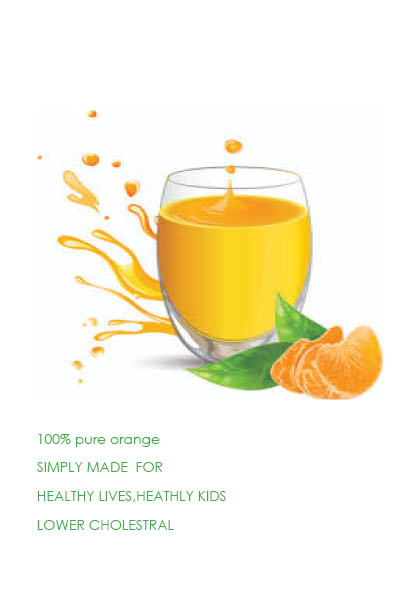 100% pure orange
SIMPLY MADE  FOR
HEALTHY LIVES,HEATHLY KIDS
LOWER CHOLESTRAL